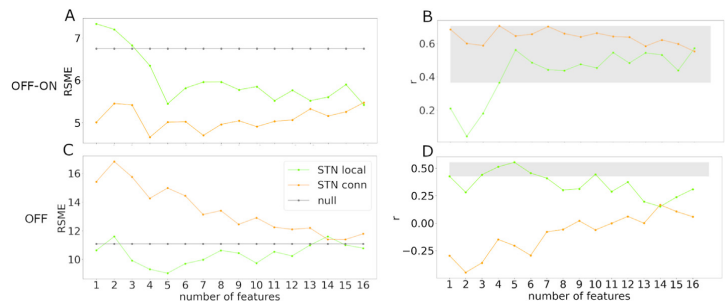 A
B
OFF-ON
RSME
7
6
5
r
0.6
0.4
0.2
C
D
OFF
RSME
16
14
12
10
STN local
STN conn
null
r
0.50
0.25
0.00
−0.25
1 2 3 4 5 6 7 8 9 10 11 12 13 14 15 16
number of features
1 2 3 4 5 6 7 8 9 10 11 12 13 14 15 16
number of features